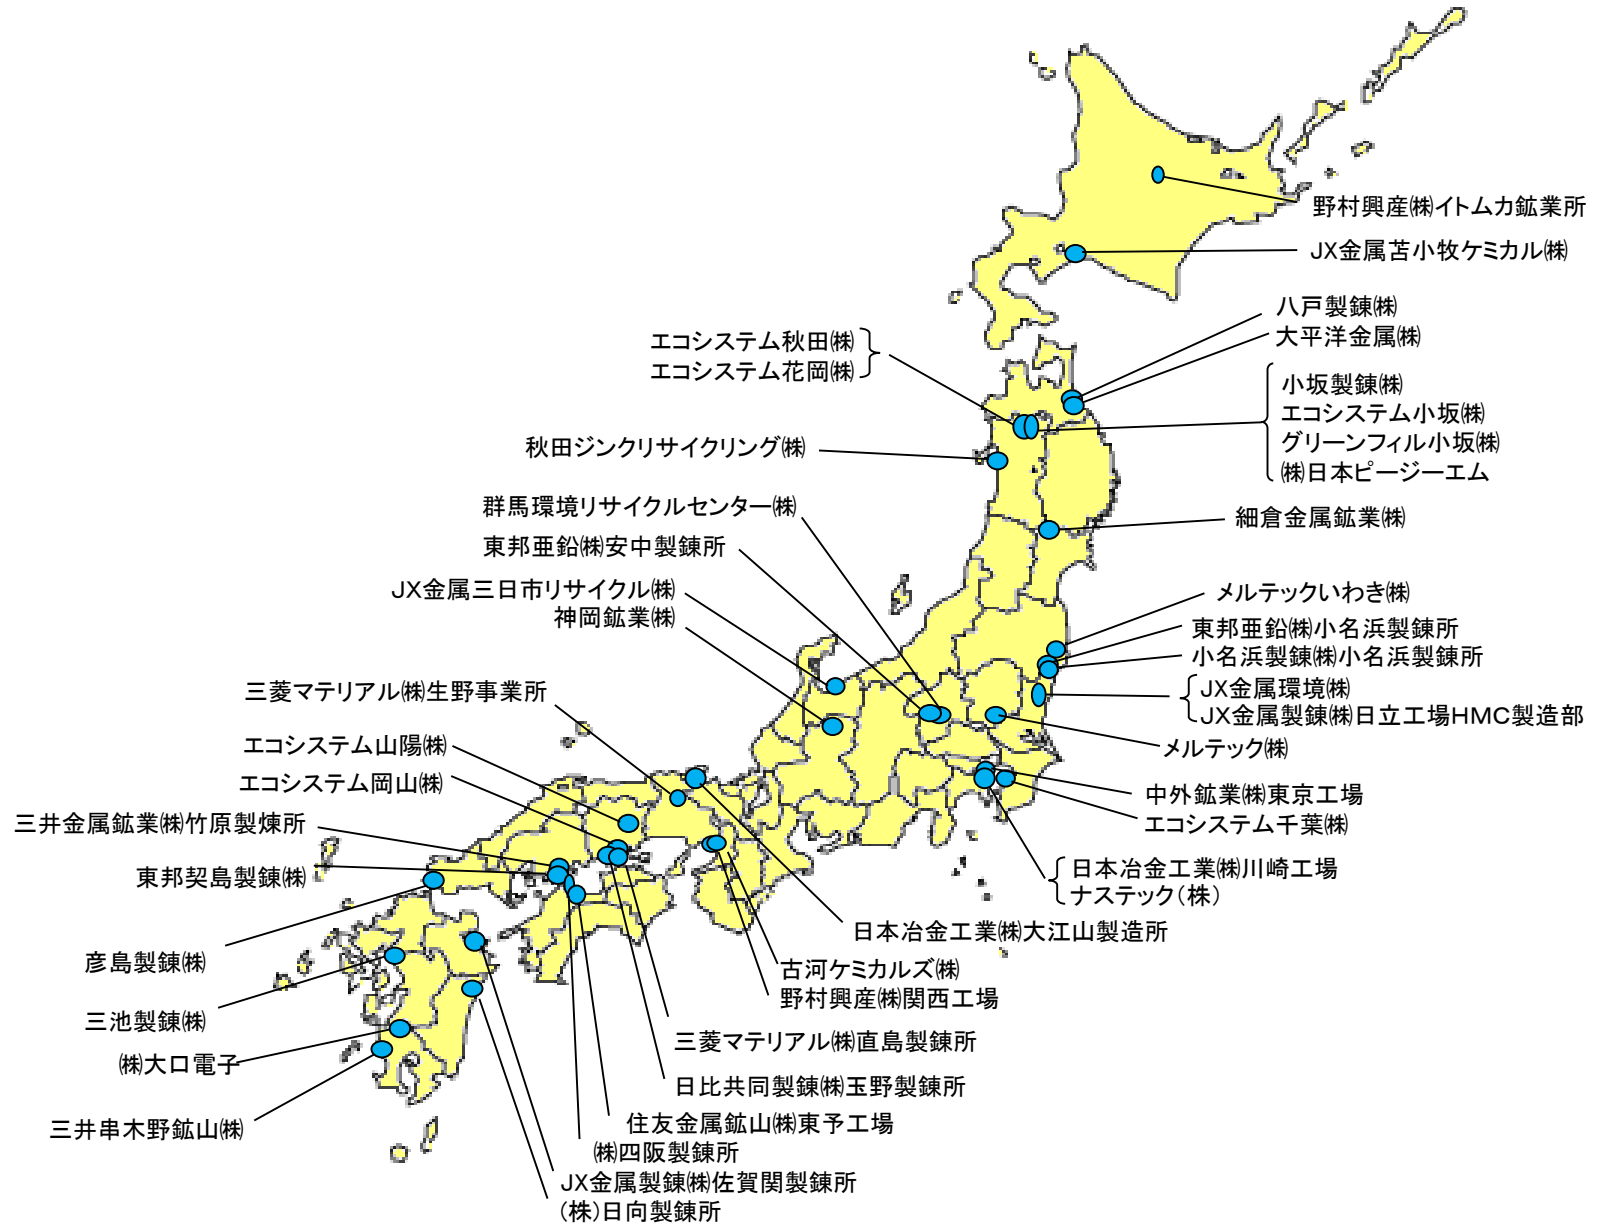 野村興産㈱イトムカ鉱業所
JX金属苫小牧ケミカル㈱
八戸製錬㈱
大平洋金属㈱
エコシステム秋田㈱
エコシステム花岡㈱
小坂製錬㈱
エコシステム小坂㈱
グリーンフィル小坂㈱
㈱日本ピージーエム
秋田ジンクリサイクリング㈱
群馬環境リサイクルセンター㈱
細倉金属鉱業㈱
東邦亜鉛㈱安中製錬所
JX金属三日市リサイクル㈱
神岡鉱業㈱
メルテックいわき㈱
東邦亜鉛㈱小名浜製錬所
小名浜製錬㈱小名浜製錬所
JX金属環境㈱
JX金属製錬㈱日立工場HMC製造部
メルテック㈱
三菱マテリアル㈱生野事業所
エコシステム山陽㈱
エコシステム岡山㈱
三井金属鉱業㈱竹原製煉所
東邦契島製錬㈱
中外鉱業㈱東京工場
エコシステム千葉㈱
日本冶金工業㈱川崎工場
ナステック(株)
日本冶金工業㈱大江山製造所
古河ケミカルズ㈱
野村興産㈱関西工場
彦島製錬㈱
三池製錬㈱
㈱大口電子
三井串木野鉱山㈱
三菱マテリアル㈱直島製錬所
日比共同製錬㈱玉野製錬所
住友金属鉱山㈱東予工場
㈱四阪製錬所
JX金属製錬㈱佐賀関製錬所
(株)日向製錬所